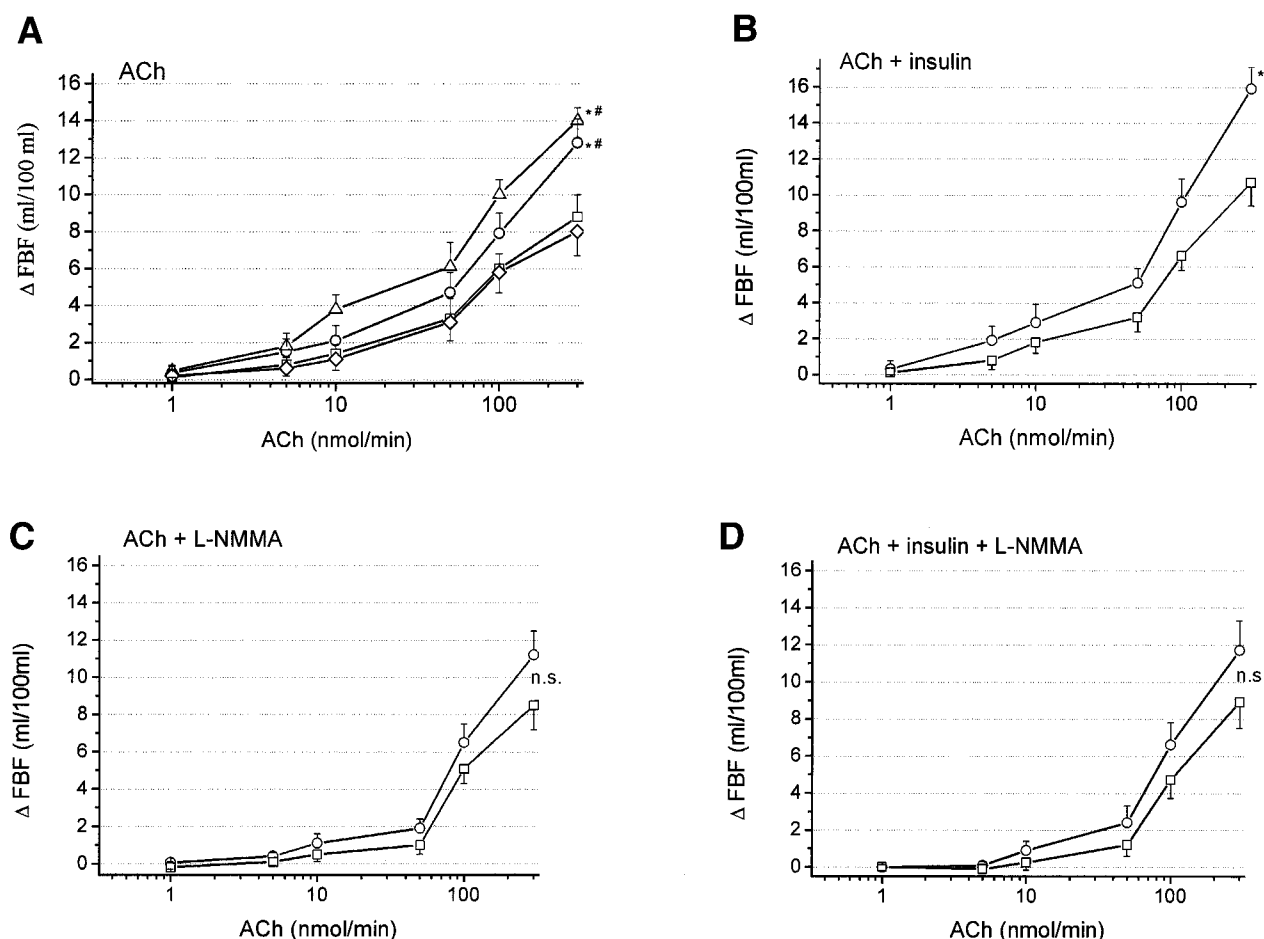 A
ACh
16
14
12
10
8
6
4
2
0
Δ FBF (ml/100 ml)
*#
*#
1
10
100
ACh (nmol/min)
B
ACh + insulin
16
14
12
10
8
6
4
2
0
Δ FBF (ml/100ml)
*
1
10
100
ACh (nmol/min)
C
ACh + L-NMMA
16
14
12
10
8
6
4
2
0
Δ FBF (ml/100ml)
n.s.
1
10
100
ACh (nmol/min)
D
ACh + insulin + L-NMMA
16
14
12
10
8
6
4
2
0
Δ FBF (ml/100ml)
n.s
1
10
100
ACh (nmol/min)